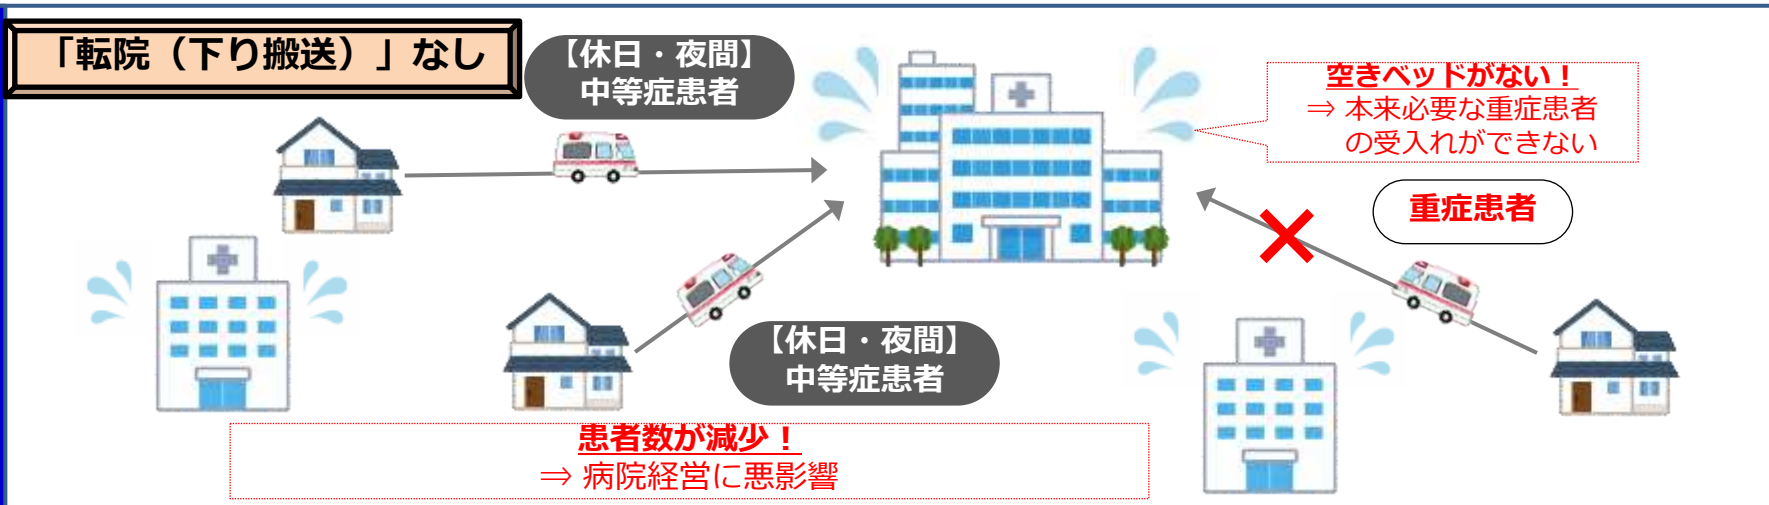 「転院（下り搬送）」なし
【休日・夜間】
中等症患者
空きベッドがない！
⇒ 本来必要な重症患者
の受入れができない
重症患者
【休日・夜間】
中等症患者
患者数が減少！
⇒ 病院経営に悪影響